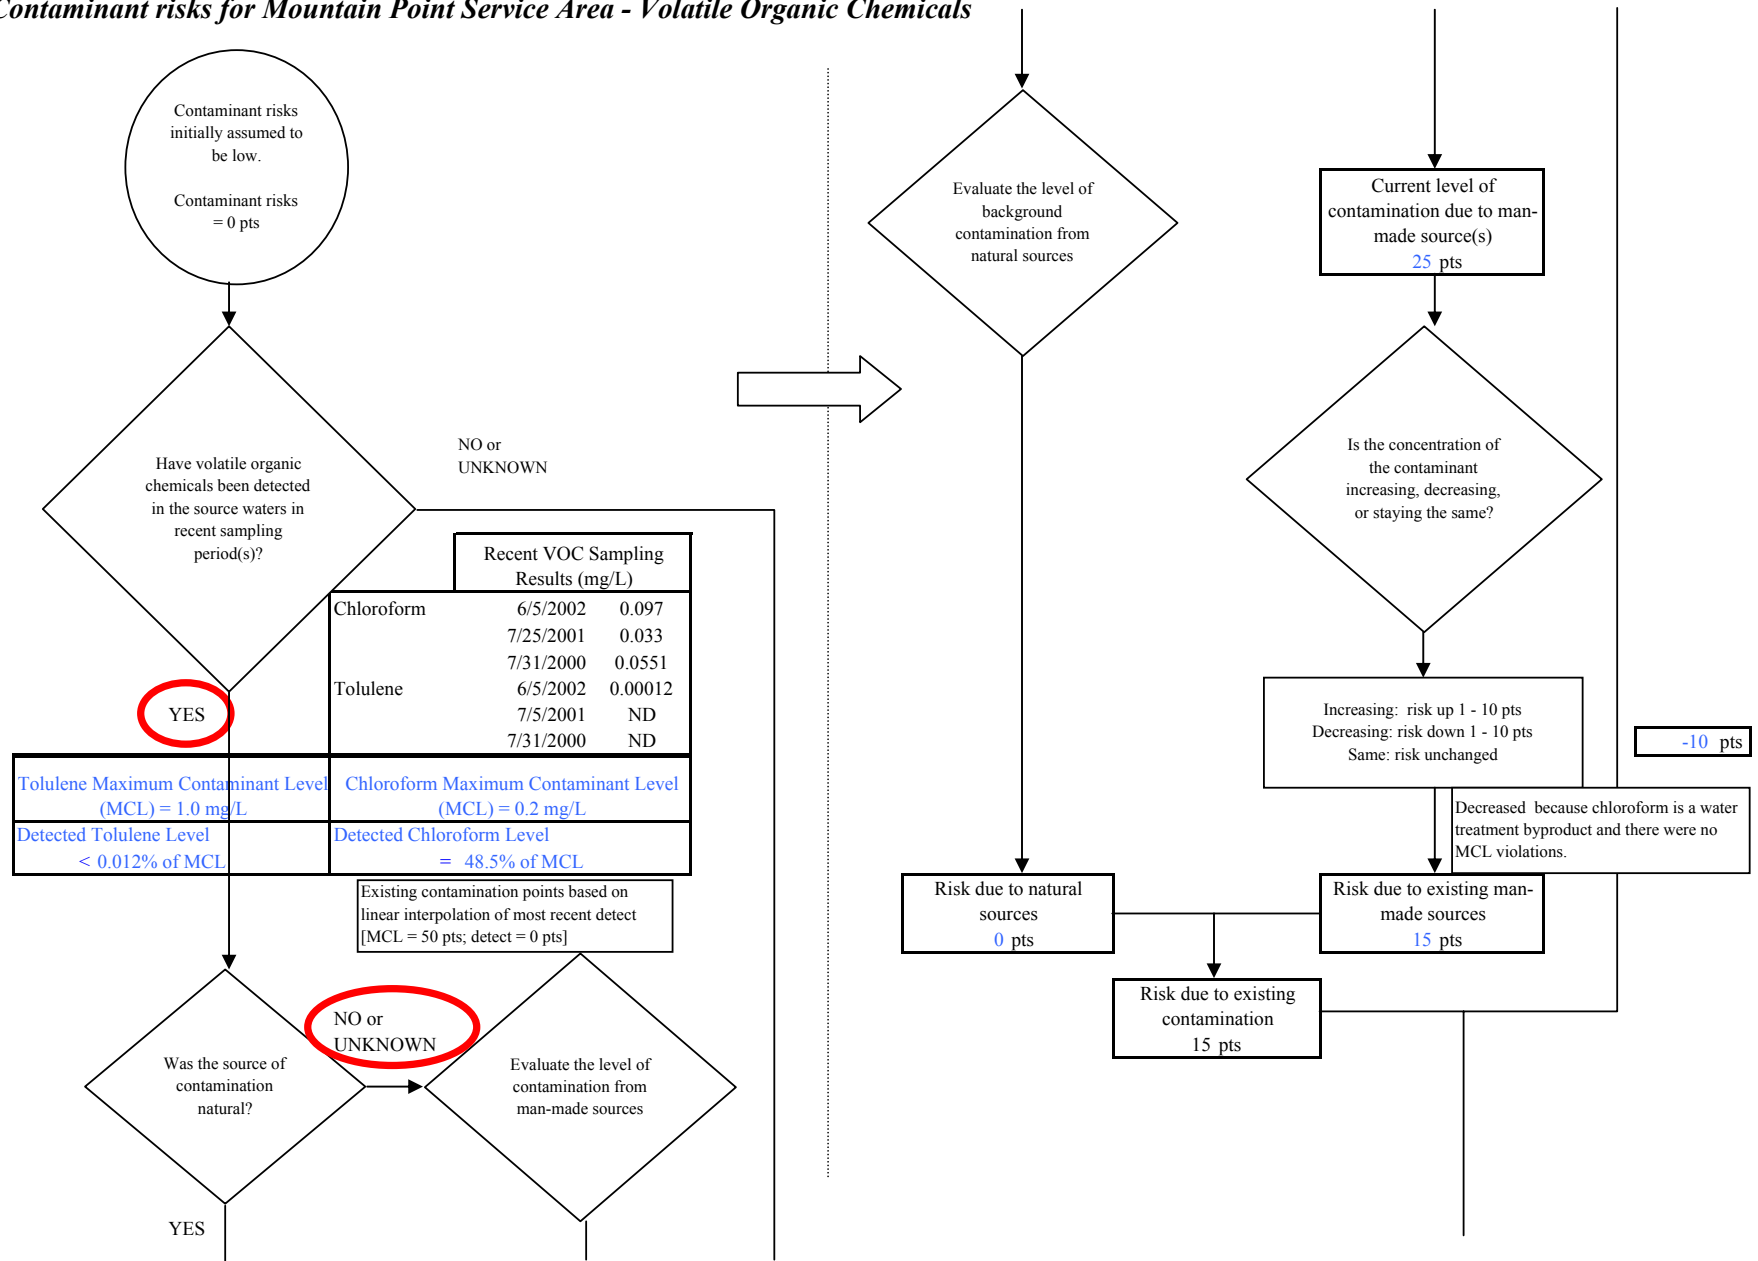 Contaminant risks for Mountain Point Service Area - Volatile Organic Chemicals
Contaminant risks
initially assumed to
be low.
Contaminant risks
= 0 pts
Have volatile organic
chemicals been detected
in the source waters in
recent sampling
period(s)?
NO or
UNKNOWN
Recent VOC Sampling
Results (mg/L)
Chloroform 6/5/2002 0.097
7/25/2001 0.033
7/31/2000 0.0551
Tolulene 6/5/2002 0.00012
7/5/2001 ND
7/31/2000 ND
YES
Tolulene Maximum Contaminant Level
(MCL) = 1.0 mg/L
Chloroform Maximum Contaminant Level
(MCL) = 0.2 mg/L
Detected Tolulene Level
< 0.012% of MCL
Detected Chloroform Level
= 48.5% of MCL
Existing contamination points based on
linear interpolation of most recent detect
[MCL = 50 pts; detect = 0 pts]
Was the source of
contamination
natural?
NO or
UNKNOWN
Evaluate the level of
contamination from
man-made sources
YES
Evaluate the level of
background
contamination from
natural sources
Current level of
contamination due to man-
made source(s)
25 pts
Is the concentration of
the contaminant
increasing, decreasing,
or staying the same?
Increasing: risk up 1 - 10 pts
Decreasing: risk down 1 - 10 pts
Same: risk unchanged
-10 pts
Decreased because chloroform is a water
treatment byproduct and there were no
MCL violations.
Risk due to natural
sources
0 pts
Risk due to existing man-
made sources
15 pts
Risk due to existing
contamination
15 pts